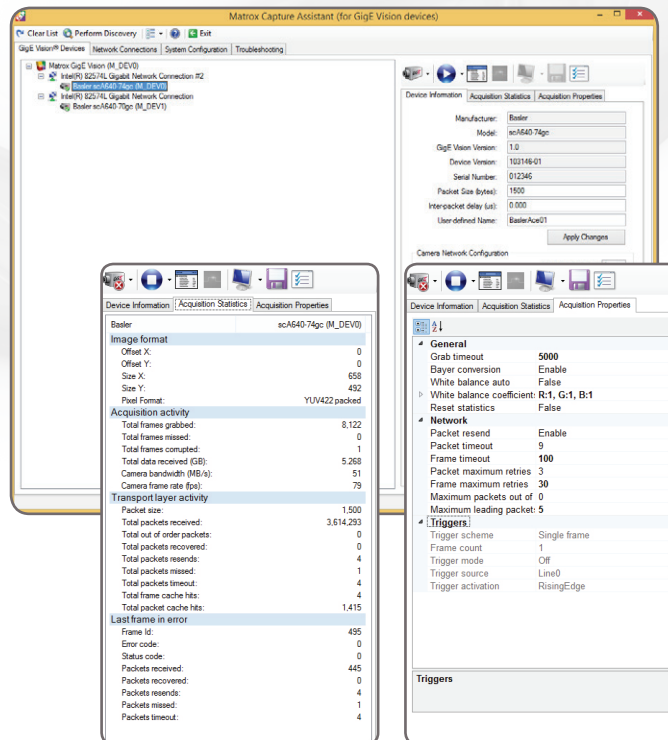 Matrox Capture Assistant (for GigE Vision devices)
Clear List Perform Discovery Exit
GigE Vision® Devices Network Connections System Configuration Troubleshooting
Matrox GigE Vision (M_DEV0)
Intel(R) 82574L Gigabit Network Connection #2
Basler scA640-74gc (M_DEV0)
Intel(R) 82574L Gigabit Network Connection
Basler scA640-70gc (M_DEV1)
Device Information Acquisition Statistics Acquisition Properties
Manufacturer: Basler
Model: scA640-74gc
GigE Vision Version: 1.0
Device Version: 103146-01
Serial Number: 012346
Packet Size (bytes): 1500
Inter-packet delay (us): 0.000
User-defined Name: BaslerAce01
Apply Changes
Camera Network Configuration
Device Information Acquisition Statistics Acquisition Properties
Basler scA640-74gc (M_DEV0)
Image format
Offset X: 0
Offset Y: 0
Size X: 658
Size Y: 492
Pixel Format: YUV422 packed
Acquisition activity
Total frames grabbed: 8,122
Total frames missed: 0
Total frames corrupted: 1
Total data received (GB): 5.268
Camera bandwidth (MB/s): 51
Camera frame rate (fps): 79
Transport layer activity
Packet size: 1,500
Total packets received: 3,614,293
Total out of order packets: 0
Total packets recovered: 0
Total packets resends: 4
Total packets missed: 1
Total packets timeout: 4
Total frame cache hits: 4
Total packet cache hits: 1,415
Last frame in error
Frame Id: 495
Error code: 0
Status code: 0
Packets received: 445
Packets recovered: 0
Packets resends: 4
Packets missed: 1
Packets timeout: 4
Device Information Acquisition Statistics Acquisition Properties
General
Grab timeout 5000
Bayer conversion Enable
White balance auto False
White balance coefficient: R:1, G:1, B:1
Reset statistics False
Network
Packet resend Enable
Packet timeout 9
Frame timeout 100
Packet maximum retries 3
Frame maximum retries 30
Maximum packets out of 0
Maximum leading packet: 5
Triggers
Trigger scheme Single frame
Frame count 1
Trigger mode Off
Trigger source Line0
Trigger activation RisingEdge
Triggers